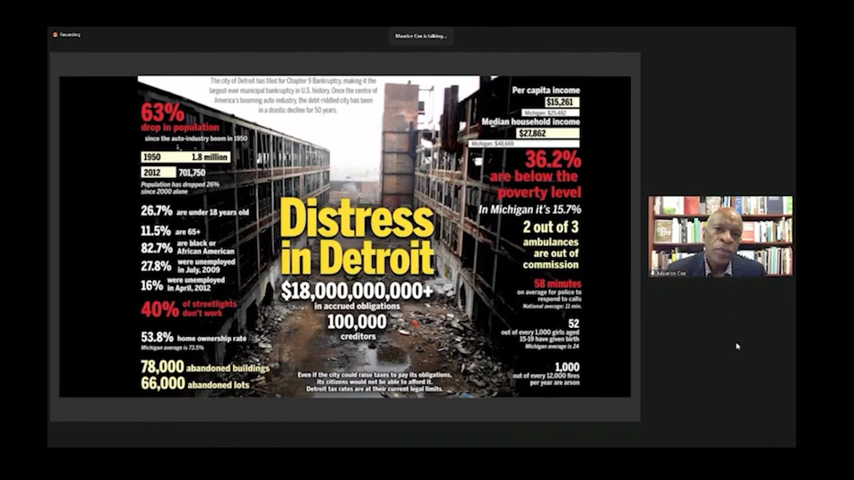 Recording
Maurice Cox is talking...
The city of Detroit has filed for Chapter 9 Bankruptcy, making it the
largest-ever municipal bankruptcy in U.S. history. Once the centre of
America's booming auto industry, the debt-riddled city has been
in a drastic decline for 50 years.
63%
drop in population
since the auto-industry boom in 1950
1950 1.8 million
2012 701,750
Population has dropped 26%
since 2000 alone
26.7% are under 18 years old
11.5% are 65+
82.7% are black or
African American
27.8% were unemployed
in July, 2009
16% were unemployed
in April, 2012
40% of streetlights
don't work
53.8% home ownership rate
Michigan average is 73.5%
78,000 abandoned buildings
66,000 abandoned lots
Distress
in Detroit
$18,000,000,000+
in accrued obligations
100,000
creditors
Even if the city could raise taxes to pay its obligations,
its citizens would not be able to afford it.
Detroit tax rates are at their current legal limits.
Per capita income
$15,261
Michigan: $25,482
Median household income
$27,862
Michigan: $48,669
36.2%
are below the
poverty level
In Michigan it's 15.7%
2 out of 3
ambulances
are out of
commission
58 minutes
on average for police to
respond to calls
National average: 11 min.
52
out of every 1,000 girls aged
15-19 have given birth
Michigan average is 24
1,000
out of every 12,000 fires
per year are arson
Maurice Cox